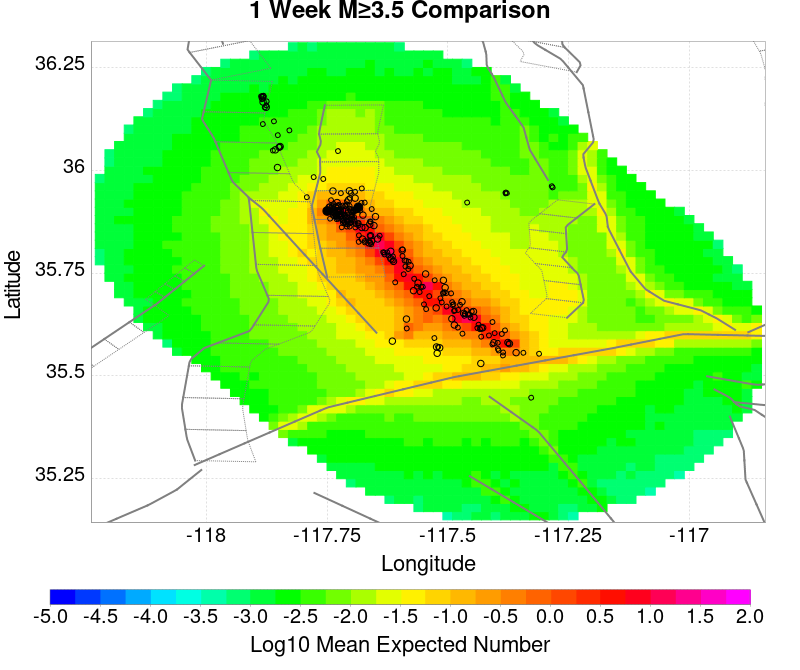 1 Week M≥3.5 Comparison
36.25
36
35.75
35.5
35.25
Latitude
-118 -117.75 -117.5 -117.25 -117
Longitude
-5.0 -4.5 -4.0 -3.5 -3.0 -2.5 -2.0 -1.5 -1.0 -0.5 0.0 0.5 1.0 1.5 2.0
Log10 Mean Expected Number